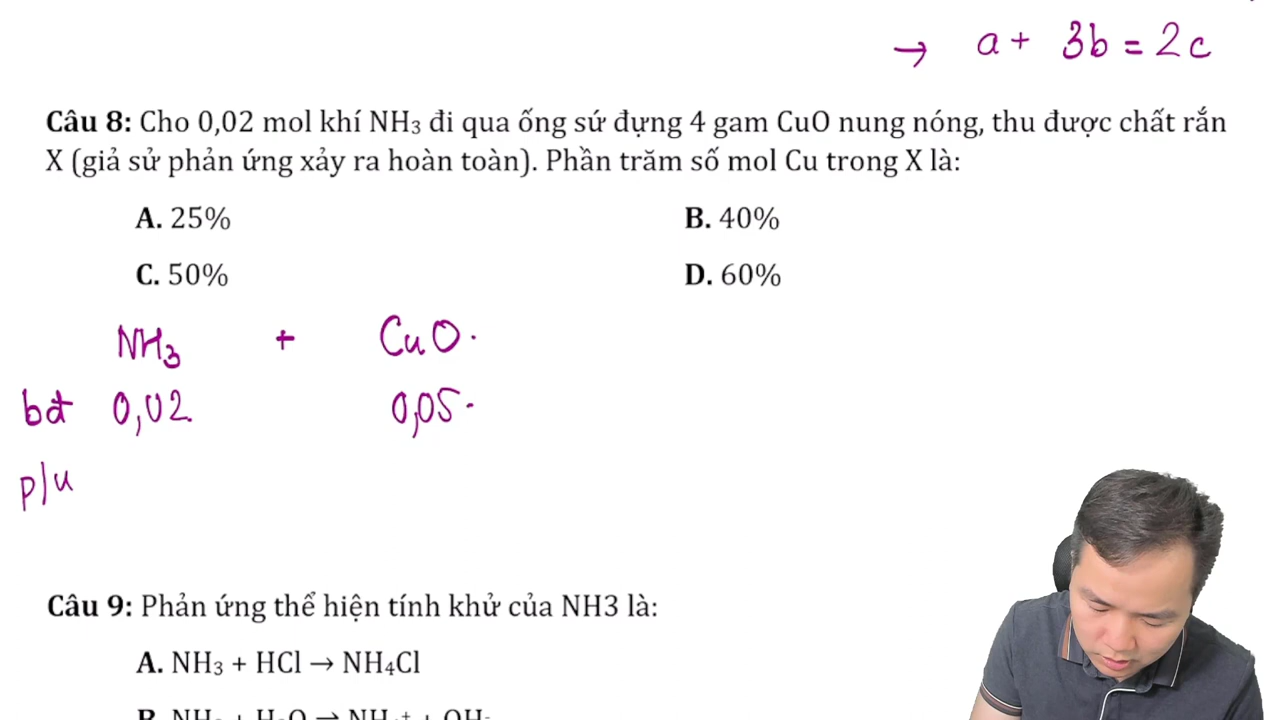 → a + 3b = 2c
Câu 8: Cho 0,02 mol khí NH3 đi qua ống sứ đựng 4 gam CuO nung nóng, thu được chất rắn
X (giả sử phản ứng xảy ra hoàn toàn). Phần trăm số mol Cu trong X là:
A. 25% B. 40%
C. 50% D. 60%
NH3 + CuO.
bđ 0,02 0,05.
p/u
Câu 9: Phản ứng thể hiện tính khử của NH3 là:
A. NH3 + HCl → NH4Cl